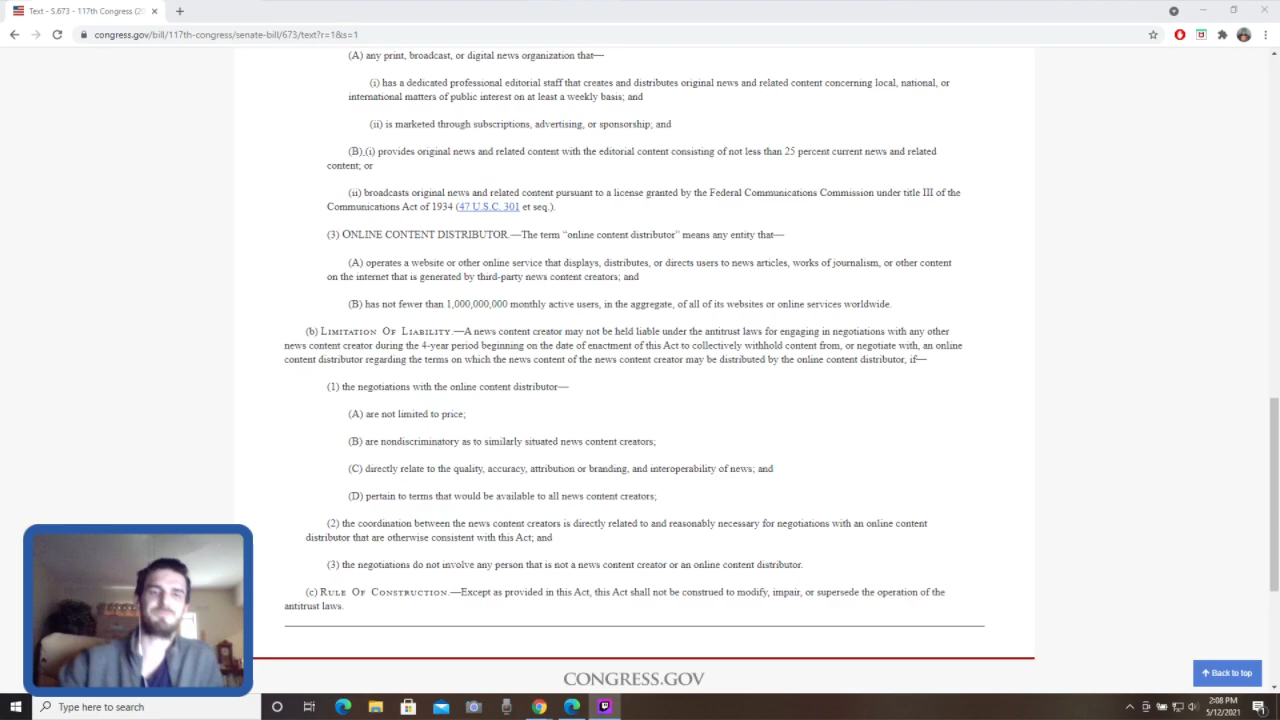 Text - S.673 - 117th Congress (20
congress.gov/bill/117th-congress/senate-bill/673/text?r=1&s=1
(A) any print, broadcast, or digital news organization that—
(i) has a dedicated professional editorial staff that creates and distributes original news and related content concerning local, national, or
international matters of public interest on at least a weekly basis; and
(ii) is marketed through subscriptions, advertising, or sponsorship; and
(B) (i) provides original news and related content with the editorial content consisting of not less than 25 percent current news and related
content; or
(ii) broadcasts original news and related content pursuant to a license granted by the Federal Communications Commission under title III of the
Communications Act of 1934 (47 U.S.C. 301 et seq.).
(3) ONLINE CONTENT DISTRIBUTOR.—The term “online content distributor” means any entity that—
(A) operates a website or other online service that displays, distributes, or directs users to news articles, works of journalism, or other content
on the internet that is generated by third-party news content creators; and
(B) has not fewer than 1,000,000,000 monthly active users, in the aggregate, of all of its websites or online services worldwide.
(b) LIMITATION OF LIABILITY.—A news content creator may not be held liable under the antitrust laws for engaging in negotiations with any other
news content creator during the 4-year period beginning on the date of enactment of this Act to collectively withhold content from, or negotiate with, an online
content distributor regarding the terms on which the news content of the news content creator may be distributed by the online content distributor, if—
(1) the negotiations with the online content distributor—
(A) are not limited to price;
(B) are nondiscriminatory as to similarly situated news content creators;
(C) directly relate to the quality, accuracy, attribution or branding, and interoperability of news; and
(D) pertain to terms that would be available to all news content creators;
(2) the coordination between the news content creators is directly related to and reasonably necessary for negotiations with an online content
distributor that are otherwise consistent with this Act; and
(3) the negotiations do not involve any person that is not a news content creator or an online content distributor.
(c) RULE OF CONSTRUCTION.—Except as provided in this Act, this Act shall not be construed to modify, impair, or supersede the operation of the
antitrust laws.
CONGRESS.GOV
Back to top
Type here to search
2:08 PM
5/12/2021